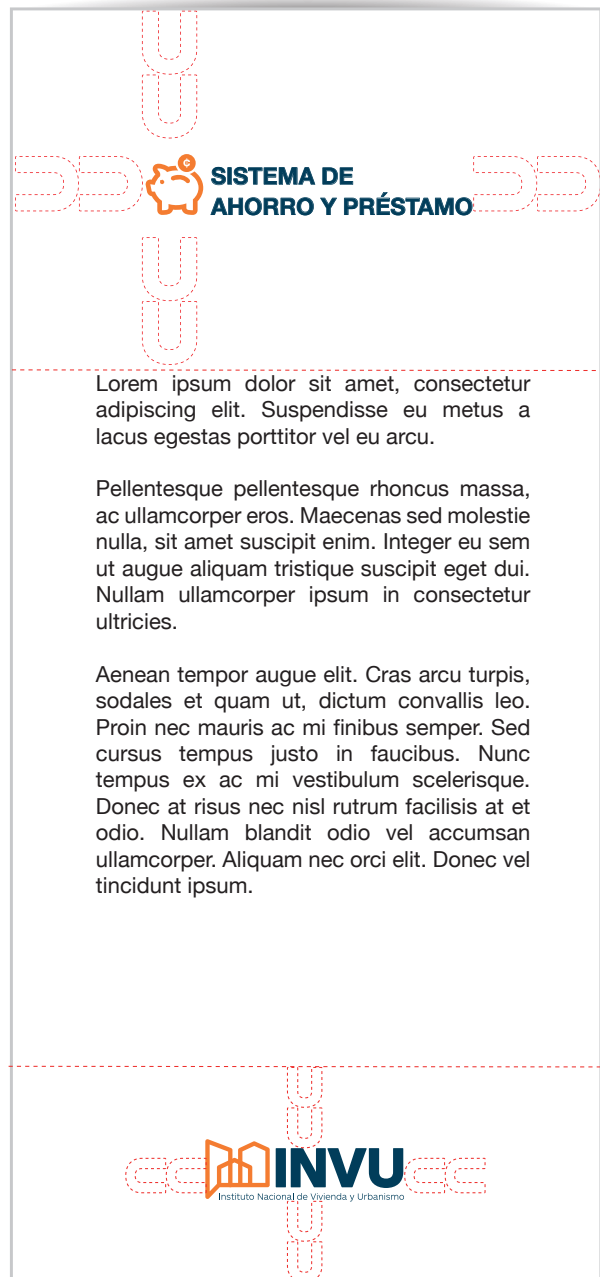 ¢
SISTEMA DE
AHORRO Y PRÉSTAMO
Lorem ipsum dolor sit amet, consectetur
adipiscing elit. Suspendisse eu metus a
lacus egestas porttitor vel eu arcu.
Pellentesque pellentesque rhoncus massa,
ac ullamcorper eros. Maecenas sed molestie
nulla, sit amet suscipit enim. Integer eu sem
ut augue aliquam tristique suscipit eget dui.
Nullam ullamcorper ipsum in consectetur
ultricies.
Aenean tempor augue elit. Cras arcu turpis,
sodales et quam ut, dictum convallis leo.
Proin nec mauris ac mi finibus semper. Sed
cursus tempus justo in faucibus. Nunc
tempus ex ac mi vestibulum scelerisque.
Donec at risus nec nisl rutrum facilisis at et
odio. Nullam blandit odio vel accumsan
ullamcorper. Aliquam nec orci elit. Donec vel
tincidunt ipsum.
INVU
Instituto Nacional de Vivienda y Urbanismo